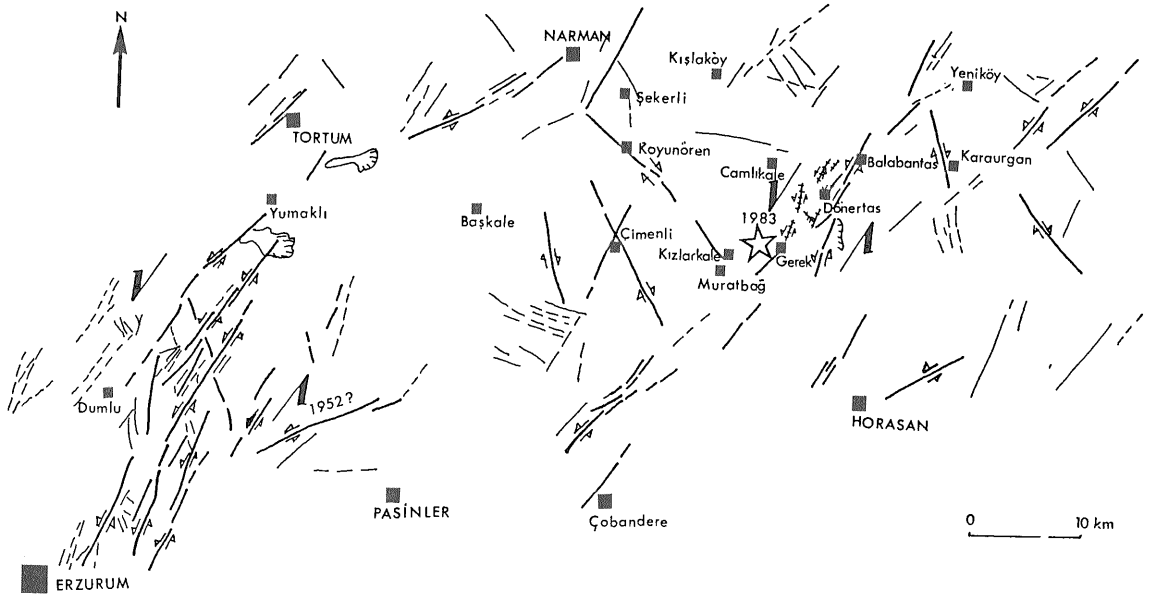 N
NARMAN
Kışlaköy
Yeniköy
Şekerli
TORTUM
Koyunören
Camlıkale
Balabantas
Karaurgan
Yumaklı
Başkale
1983
Dönertas
Cimenli
Kızlarkale
Gerek
Muratbağ
Dumlu
1952?
HORASAN
PASİNLER
Çobandere
0 10 km
ERZURUM